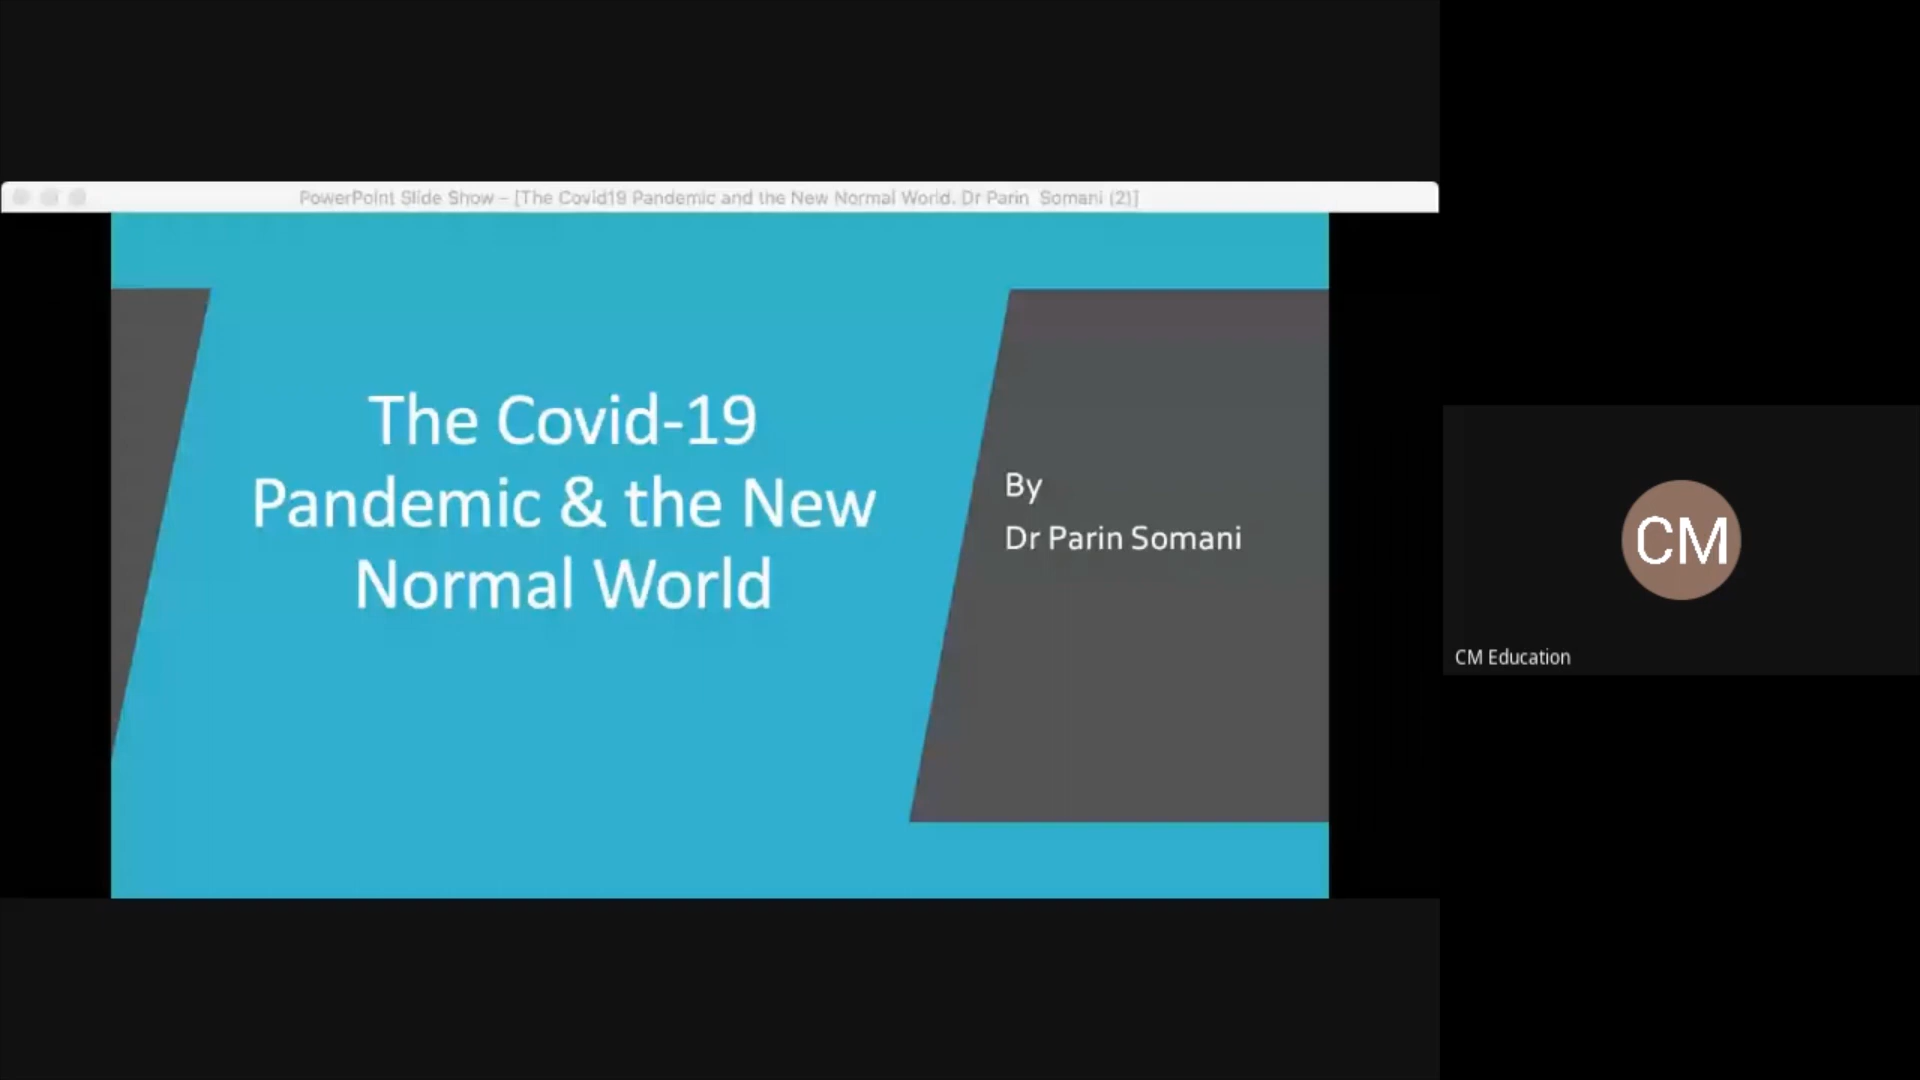 PowerPoint Slide Show - [The Covid19 Pandemic and the New Normal World. Dr Parin  Somani (2)]
The Covid-19
Pandemic & the New
Normal World
By
Dr Parin Somani
CM
CM Education